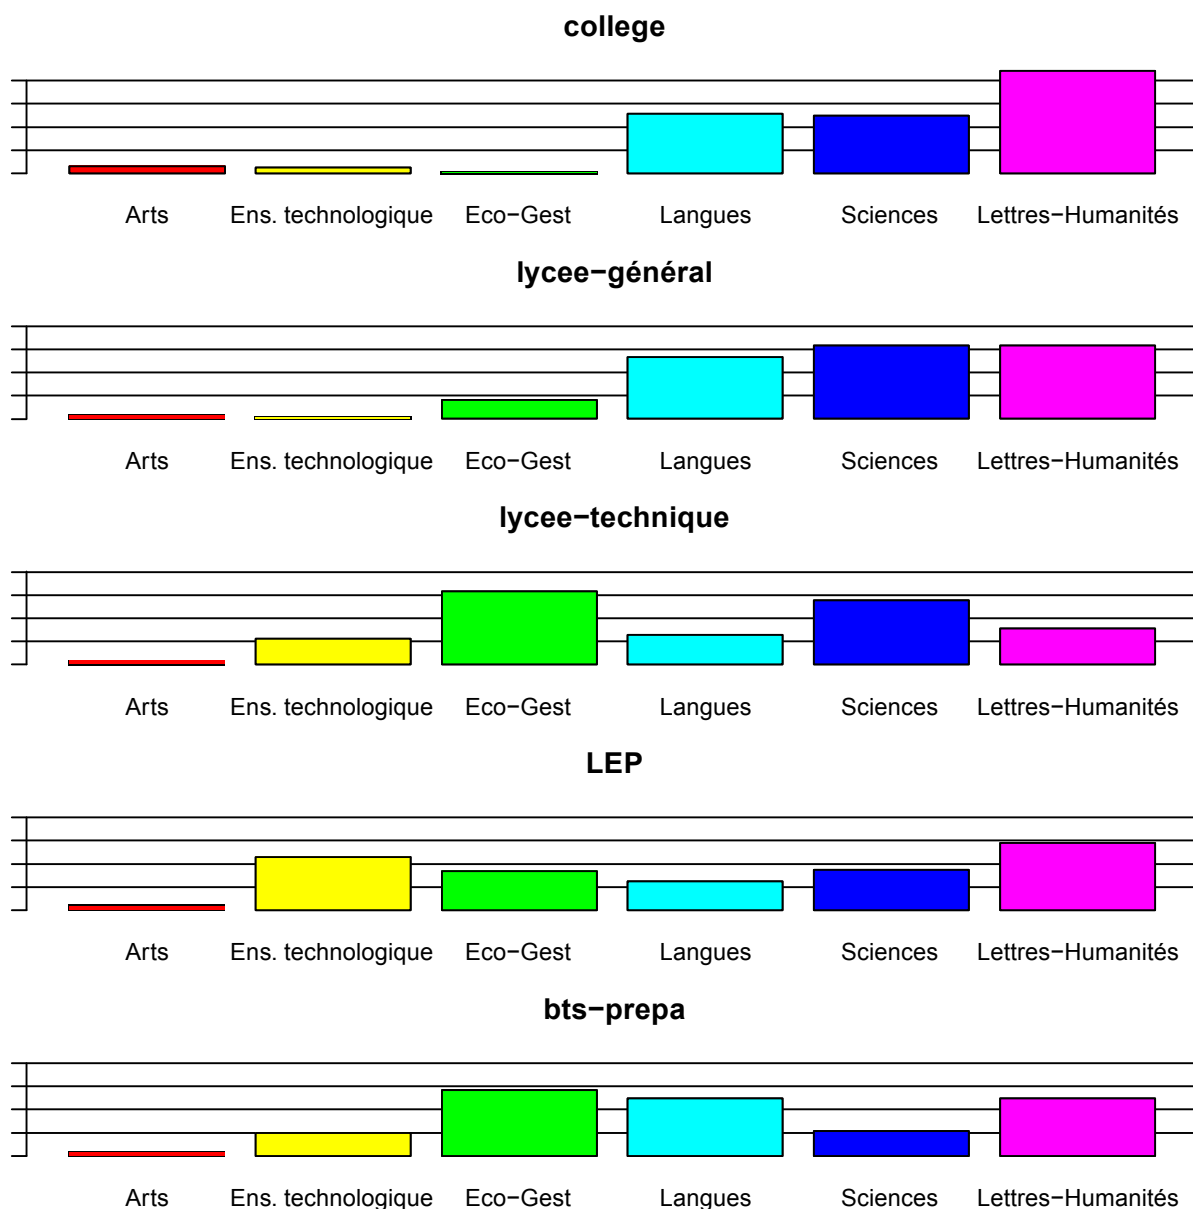 college
Arts Ens. technologique Eco−Gest Langues Sciences Lettres−Humanités
lycee−général
Arts Ens. technologique Eco−Gest Langues Sciences Lettres−Humanités
lycee−technique
Arts Ens. technologique Eco−Gest Langues Sciences Lettres−Humanités
LEP
Arts Ens. technologique Eco−Gest Langues Sciences Lettres−Humanités
bts−prepa
Arts Ens. technologique Eco−Gest Langues Sciences Lettres−Humanités